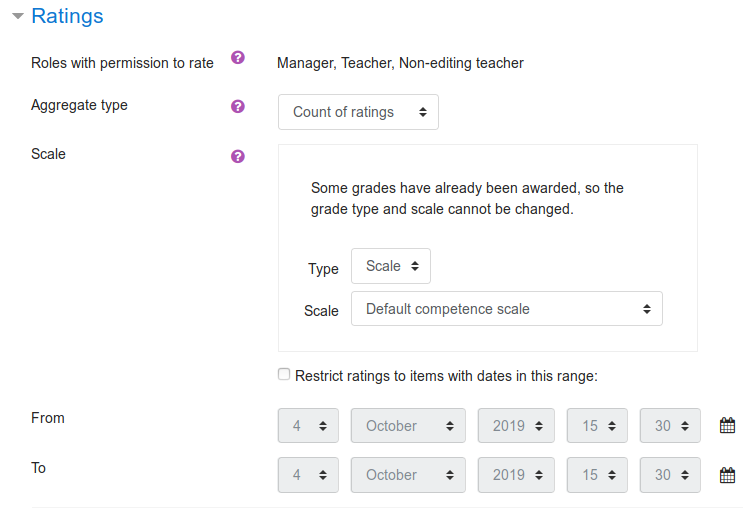 Ratings
Roles with permission to rate ? Manager, Teacher, Non-editing teacher
Aggregate type ? Count of ratings
Scale ?
Some grades have already been awarded, so the
grade type and scale cannot be changed.
Type Scale
Scale Default competence scale
Restrict ratings to items with dates in this range:
From 4 October 2019 15 30
To 4 October 2019 15 30